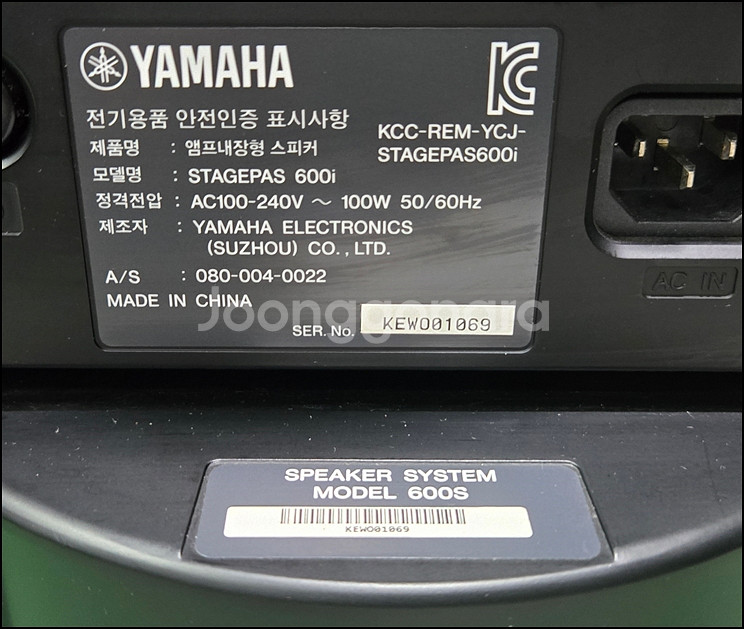 YAMAHA
전기용품 안전인증 표시사항
KCC-REM-YCJ-
STAGEPAS600i
제품명 : 앰프내장형 스피커
모델명 : STAGEPAS 600i
정격전압 : AC100-240V ～ 100W 50/60Hz
제조자 : YAMAHA ELECTRONICS
(SUZHOU) CO., LTD.
A/S : 080-004-0022
MADE IN CHINA
SER. No. KEWO01069
Joonggonara
AC IN
SPEAKER SYSTEM
MODEL 600S
KEWO01069